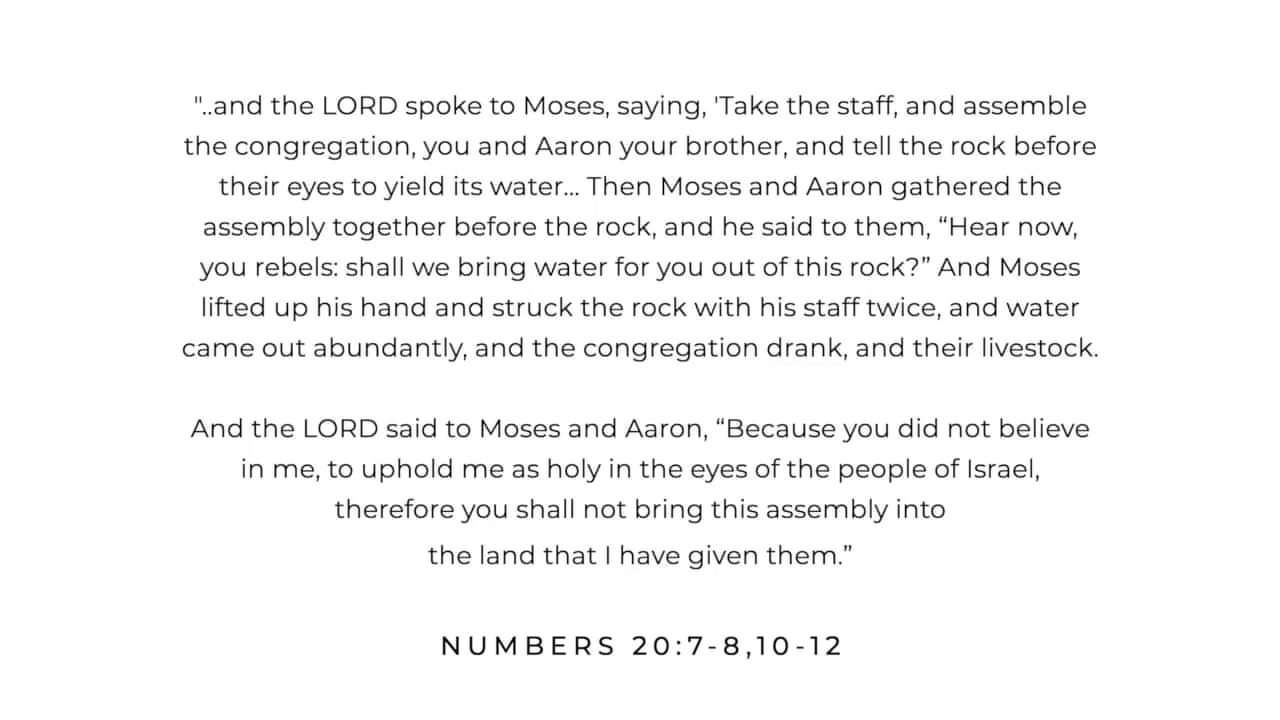 "..and the LORD spoke to Moses, saying, 'Take the staff, and assemble
the congregation, you and Aaron your brother, and tell the rock before
their eyes to yield its water... Then Moses and Aaron gathered the
assembly together before the rock, and he said to them, “Hear now,
you rebels: shall we bring water for you out of this rock?” And Moses
lifted up his hand and struck the rock with his staff twice, and water
came out abundantly, and the congregation drank, and their livestock.
And the LORD said to Moses and Aaron, “Because you did not believe
in me, to uphold me as holy in the eyes of the people of Israel,
therefore you shall not bring this assembly into
the land that I have given them.”
NUMBERS 20:7-8,10-12